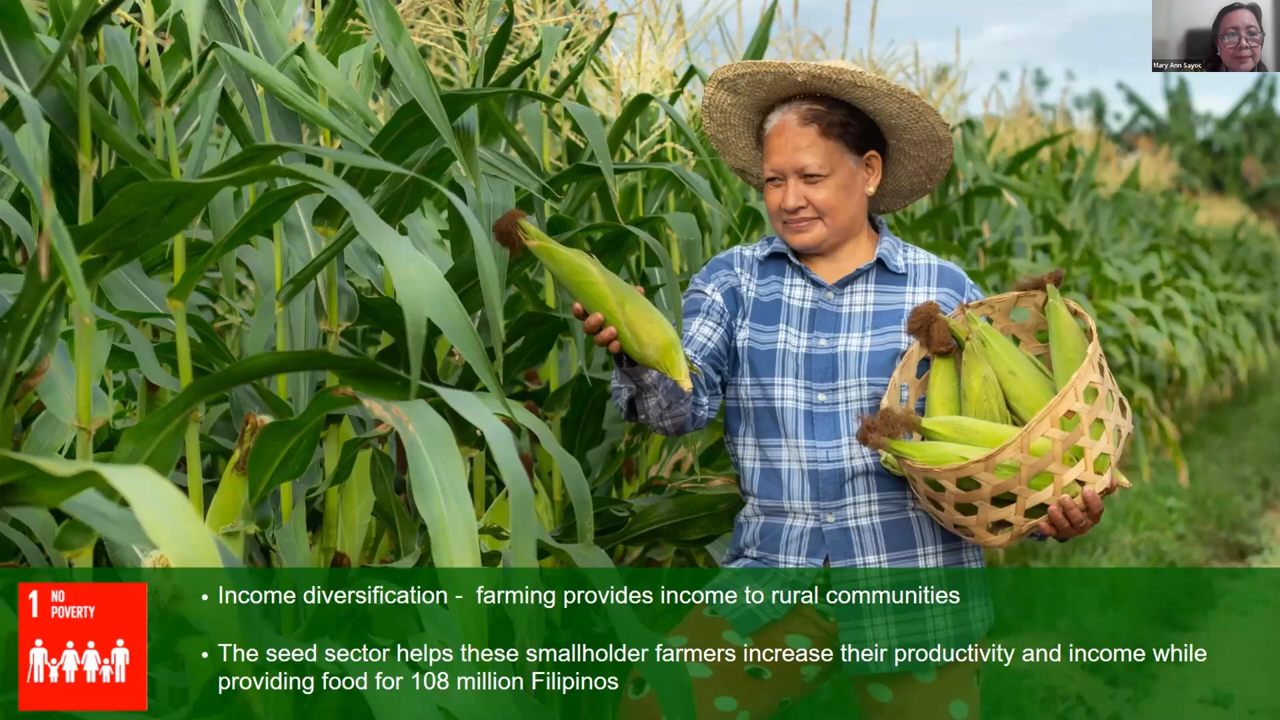 Mary Ann Sayoc
1 NO
POVERTY
• Income diversification - farming provides income to rural communities
• The seed sector helps these smallholder farmers increase their productivity and income while
providing food for 108 million Filipinos